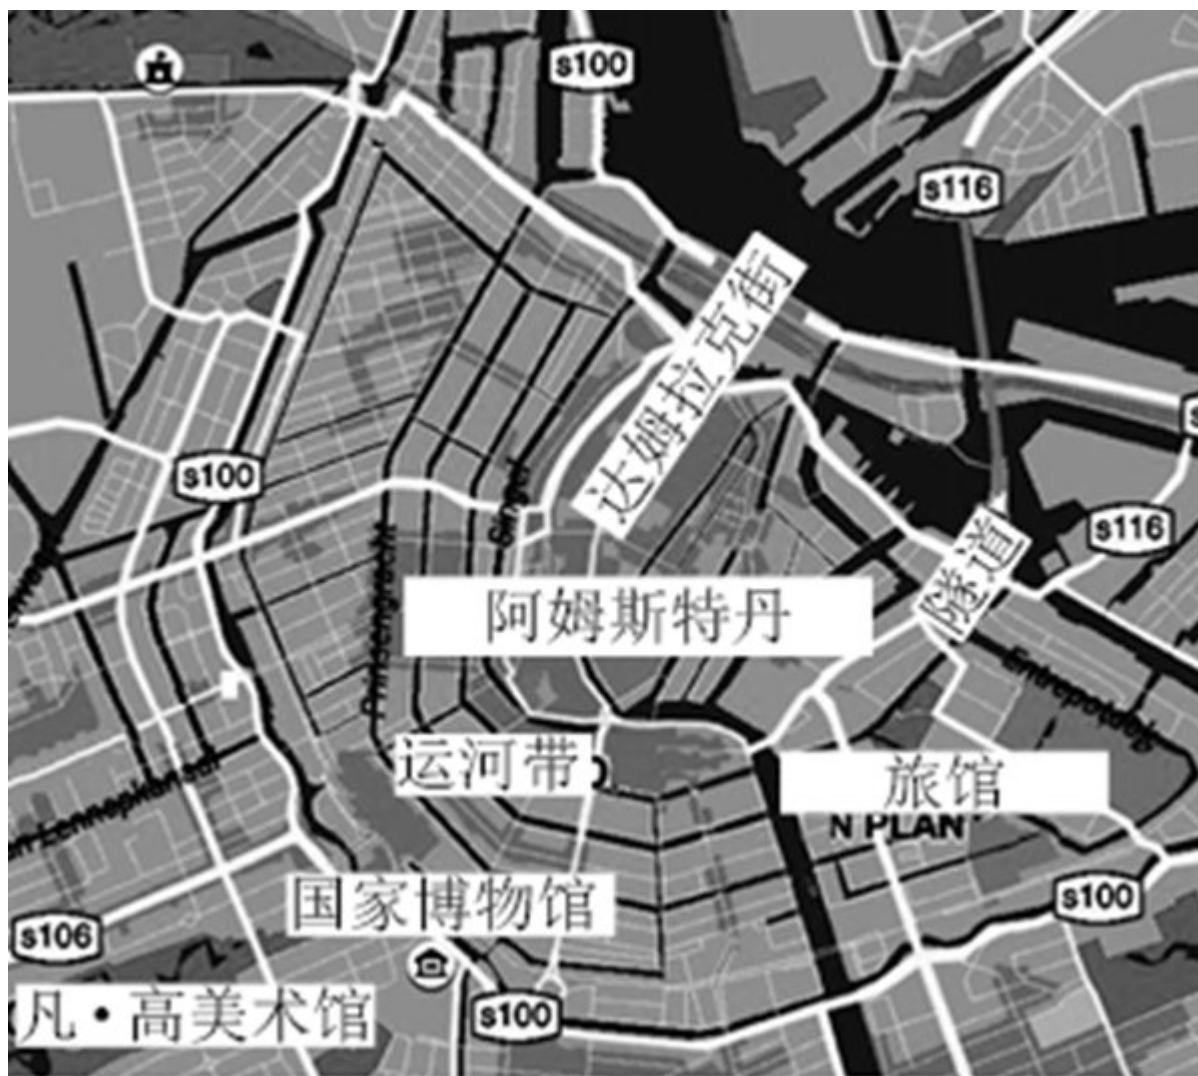 s100
s116
达姆拉克街
s100
Singel
s116
隧道
阿姆斯特丹
Prinsengracht
Entrepotdok
运河带
旅馆
N PLAN
国家博物馆
s100
s106
凡·高美术馆
s100